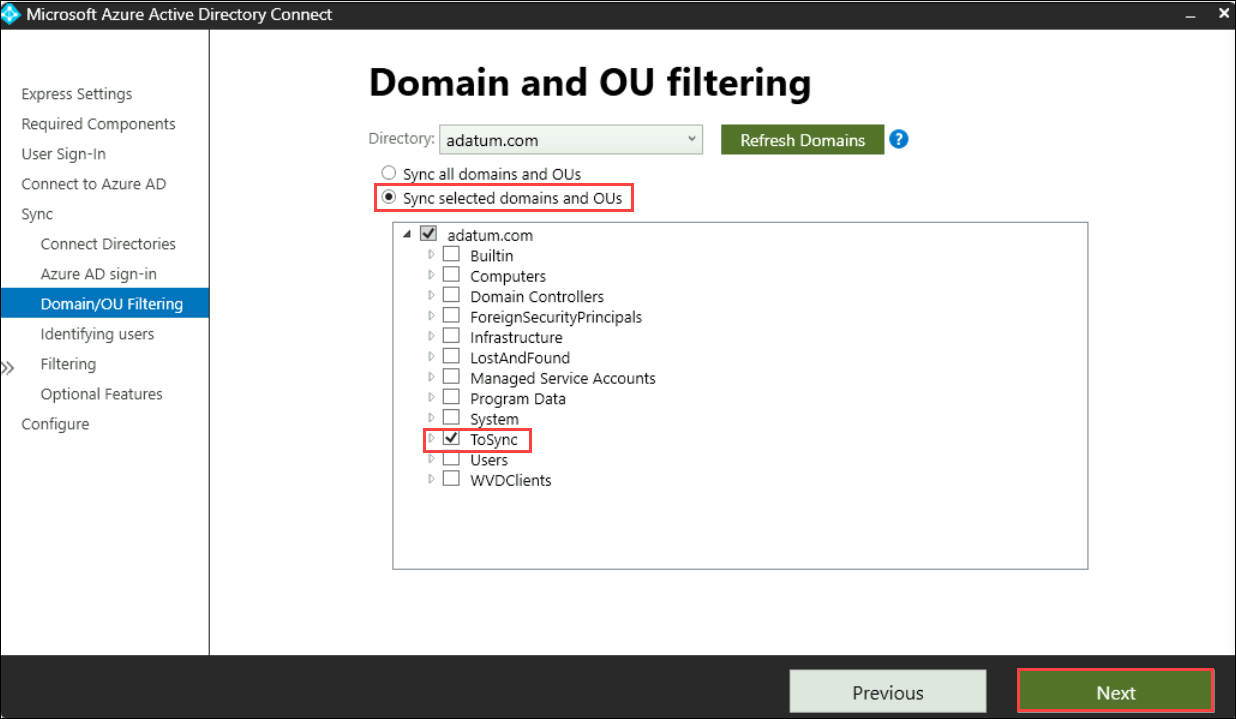 Microsoft Azure Active Directory Connect
Express Settings
Required Components
User Sign-In
Connect to Azure AD
Sync
Connect Directories
Azure AD sign-in
Domain/OU Filtering
Identifying users
Filtering
Optional Features
Configure
Domain and OU filtering
Directory: adatum.com Refresh Domains ?
Sync all domains and OUs
Sync selected domains and OUs
adatum.com
Builtin
Computers
Domain Controllers
ForeignSecurityPrincipals
Infrastructure
LostAndFound
Managed Service Accounts
Program Data
System
ToSync
Users
WVDClients
Previous Next